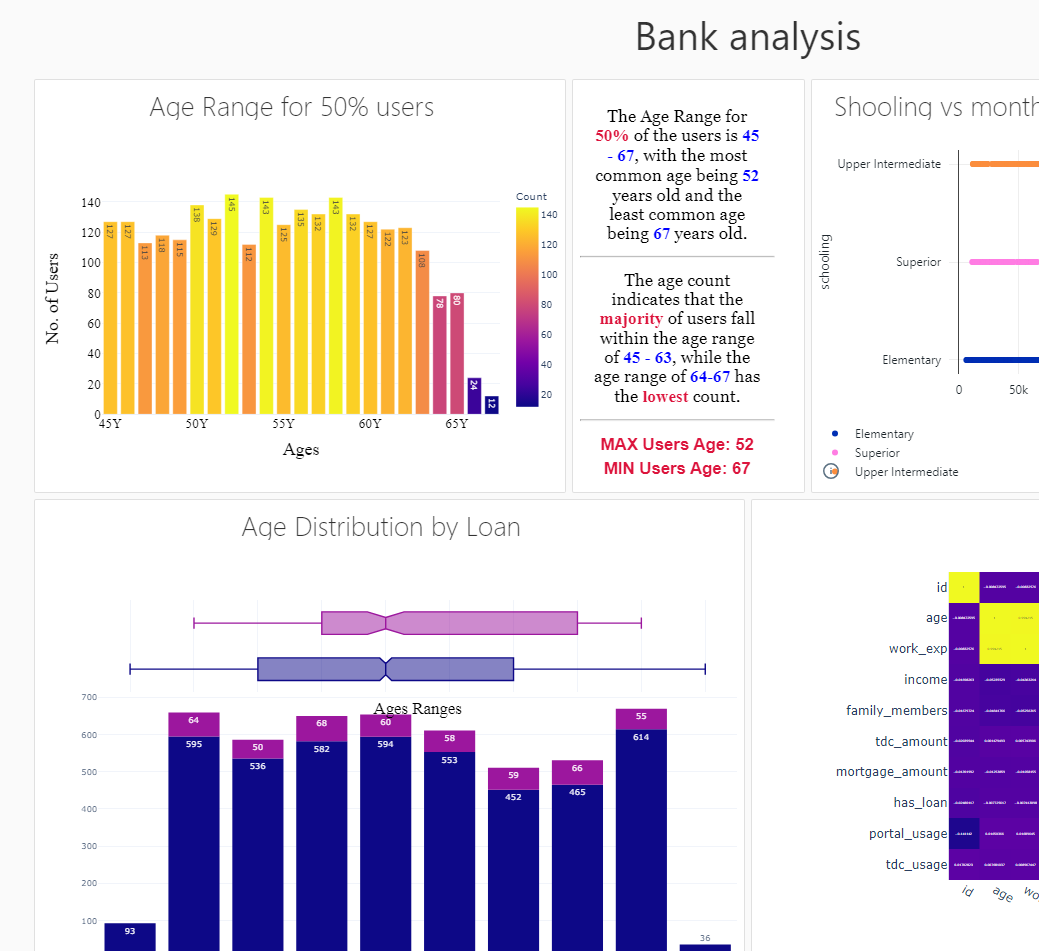 Bank analysis
Age Range for 50% users
No. of Users
140
120
100
80
60
40
20
0
127
127
113
118
115
138
129
145
112
143
125
135
132
143
132
127
122
123
108
78
80
24
12
45Y
50Y
55Y
60Y
65Y
Ages
Count
140
120
100
80
60
40
20
The Age Range for
50% of the users is 45
- 67, with the most
common age being 52
years old and the
least common age
being 67 years old.
The age count
indicates that the
majority of users fall
within the age range
of 45 - 63, while the
age range of 64-67 has
the lowest count.
MAX Users Age: 52
MIN Users Age: 67
Shooling vs month
schooling
Upper Intermediate
Superior
Elementary
0
50k
Elementary
Superior
Upper Intermediate
Age Distribution by Loan
Ages Ranges
700
600
500
400
300
200
100
93
64
595
50
536
68
582
60
594
58
553
59
452
66
465
55
614
36
id
age
work_exp
income
family_members
tdc_amount
mortgage_amount
has_loan
portal_usage
tdc_usage
id
age
wo